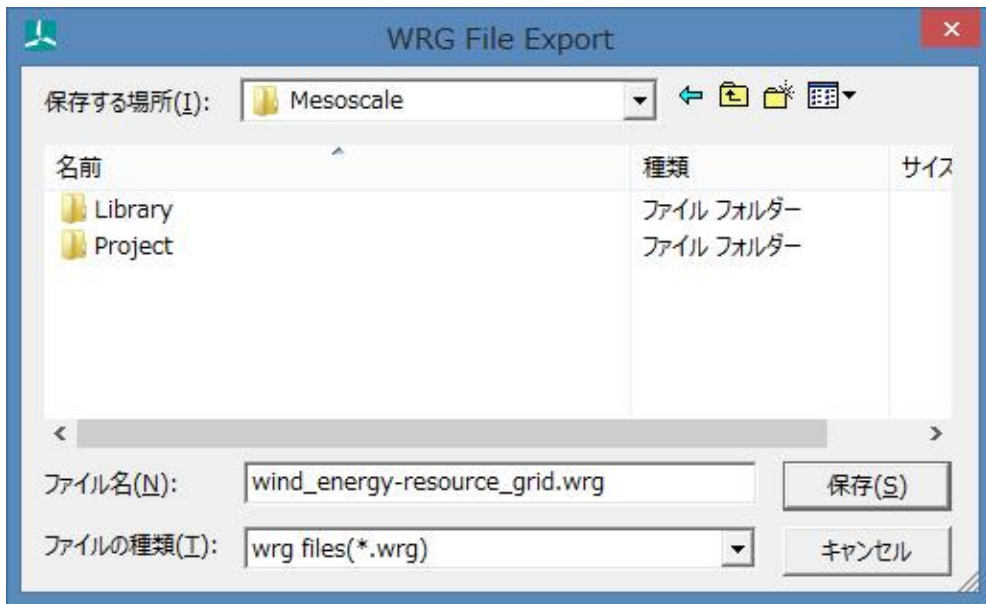 WRG File Export
保存する場所(I): Mesoscale
名前 種類 サイズ
Library ファイル フォルダー
Project ファイル フォルダー
ファイル名(N): wind_energy-resource_grid.wrg 保存(S)
ファイルの種類(T): wrg files(*.wrg) キャンセル